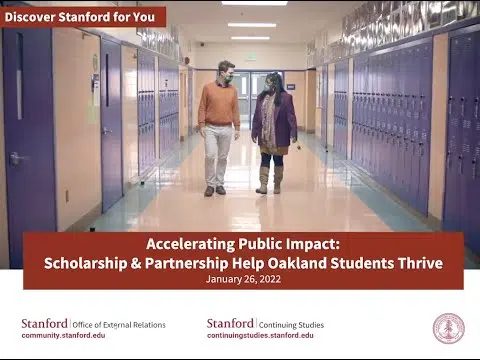 Discover Stanford for You
Accelerating Public Impact:
Scholarship & Partnership Help Oakland Students Thrive
January 26, 2022
Stanford | Office of External Relations
community.stanford.edu
Stanford | Continuing Studies
continuingstudies.stanford.edu